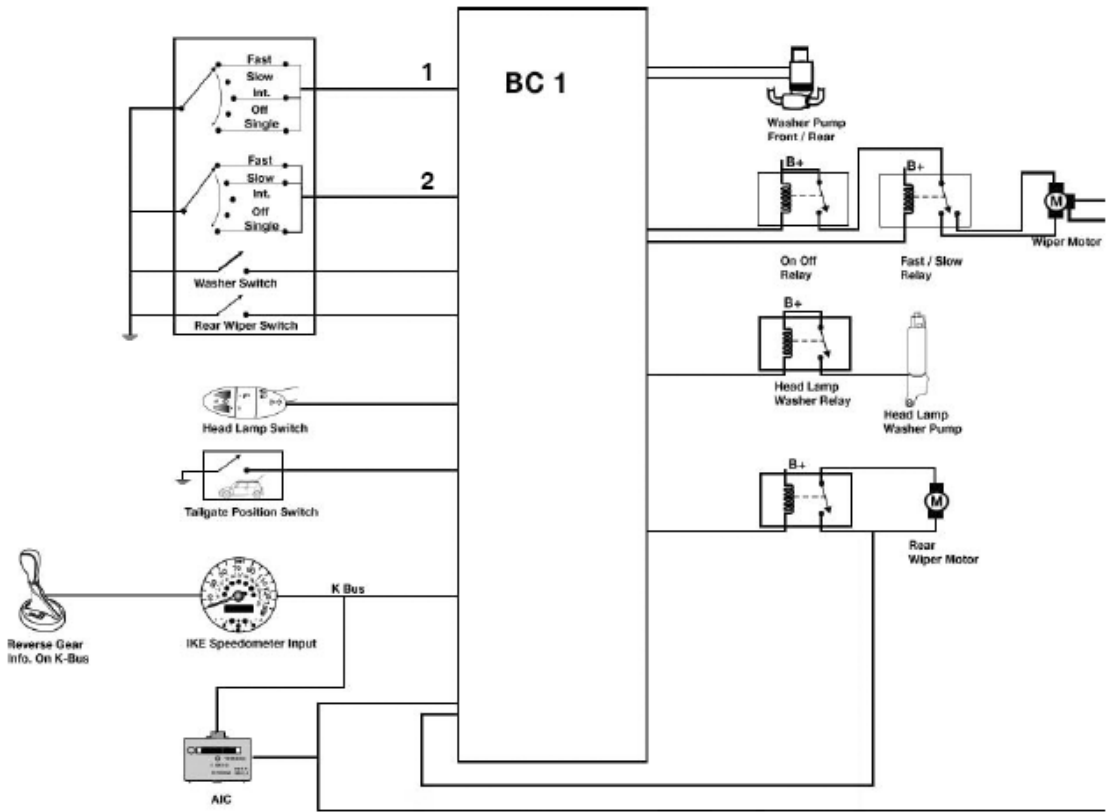 Fast
Slow
Int.
Off
Single
1
Fast
Slow
Int.
Off
Single
2
Washer Switch
Rear Wiper Switch
Head Lamp Switch
Tailgate Position Switch
K Bus
IKE Speedometer Input
Reverse Gear
Info. On K-Bus
AIC
BC 1
Washer Pump
Front / Rear
B+
B+
M
Wiper Motor
On Off
Relay
Fast / Slow
Relay
B+
Head Lamp
Washer Relay
Head Lamp
Washer Pump
B+
M
Rear
Wiper Motor